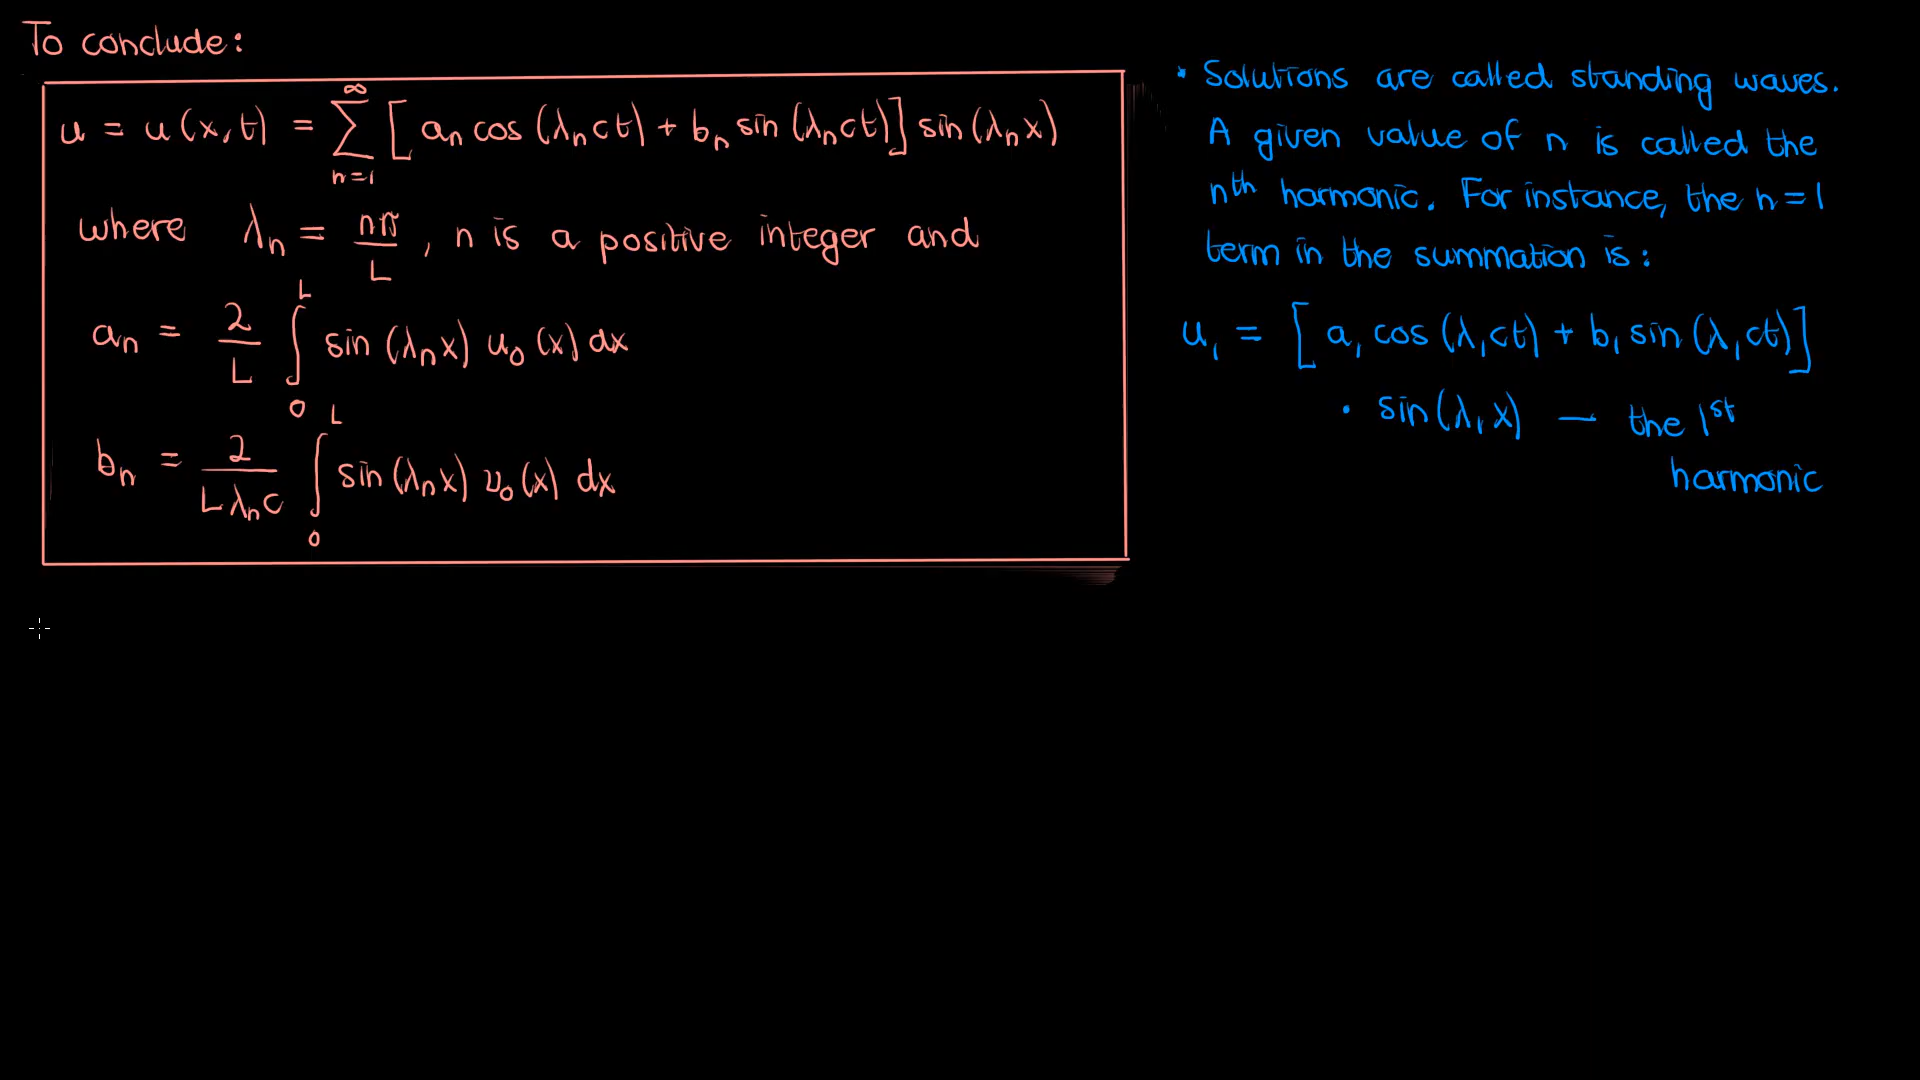 To conclude:
u = u(x,t) = ∑_{n=1}^{∞} [a_n cos(λ_n ct) + b_n sin(λ_n ct)] sin(λ_n x)
where λ_n = nπ/L, n is a positive integer and
a_n = 2/L ∫_0^L sin(λ_n x) u_0(x) dx
b_n = 2/(L λ_n c) ∫_0^L sin(λ_n x) v_0(x) dx
• Solutions are called standing waves.
A given value of n is called the
n^th harmonic. For instance, the n=1
term in the summation is:
u_1 = [a_1 cos(λ_1 ct) + b_1 sin(λ_1 ct)]
• sin(λ_1 x) — the 1^st
harmonic